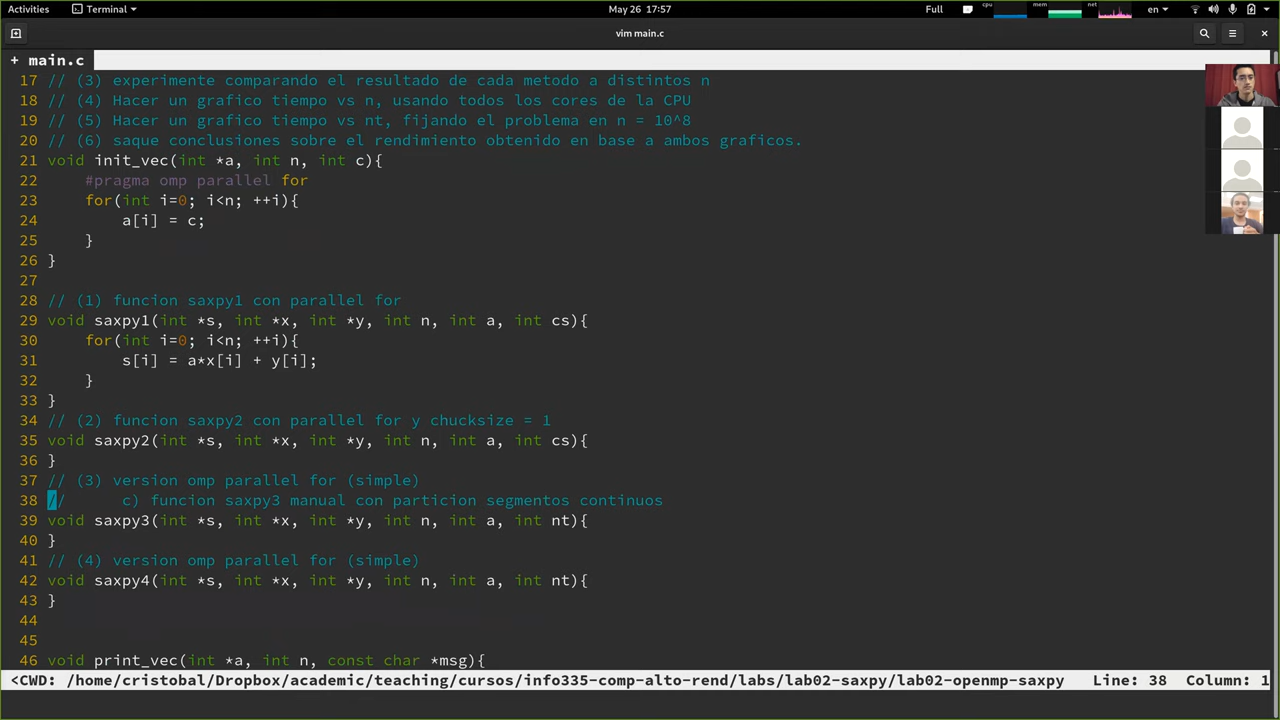 Activities Terminal May 26 17:57 Full cpu mem net en
vim main.c
+ main.c
17 // (3) experimente comparando el resultado de cada metodo a distintos n
18 // (4) Hacer un grafico tiempo vs n, usando todos los cores de la CPU
19 // (5) Hacer un grafico tiempo vs nt, fijando el problema en n = 10^8
20 // (6) saque conclusiones sobre el rendimiento obtenido en base a ambos graficos.
21 void init_vec(int *a, int n, int c){
22     #pragma omp parallel for
23     for(int i=0; i<n; ++i){
24         a[i] = c;
25     }
26 }
27
28 // (1) funcion saxpy1 con parallel for
29 void saxpy1(int *s, int *x, int *y, int n, int a, int cs){
30     for(int i=0; i<n; ++i){
31         s[i] = a*x[i] + y[i];
32     }
33 }
34 // (2) funcion saxpy2 con parallel for y chucksize = 1
35 void saxpy2(int *s, int *x, int *y, int n, int a, int cs){
36 }
37 // (3) version omp parallel for (simple)
38 //      c) funcion saxpy3 manual con particion segmentos continuos
39 void saxpy3(int *s, int *x, int *y, int n, int a, int nt){
40 }
41 // (4) version omp parallel for (simple)
42 void saxpy4(int *s, int *x, int *y, int n, int a, int nt){
43 }
44
45
46 void print_vec(int *a, int n, const char *msg){
<CWD: /home/cristobal/Dropbox/academic/teaching/cursos/info335-comp-alto-rend/labs/lab02-saxpy/lab02-openmp-saxpy Line: 38 Column: 1